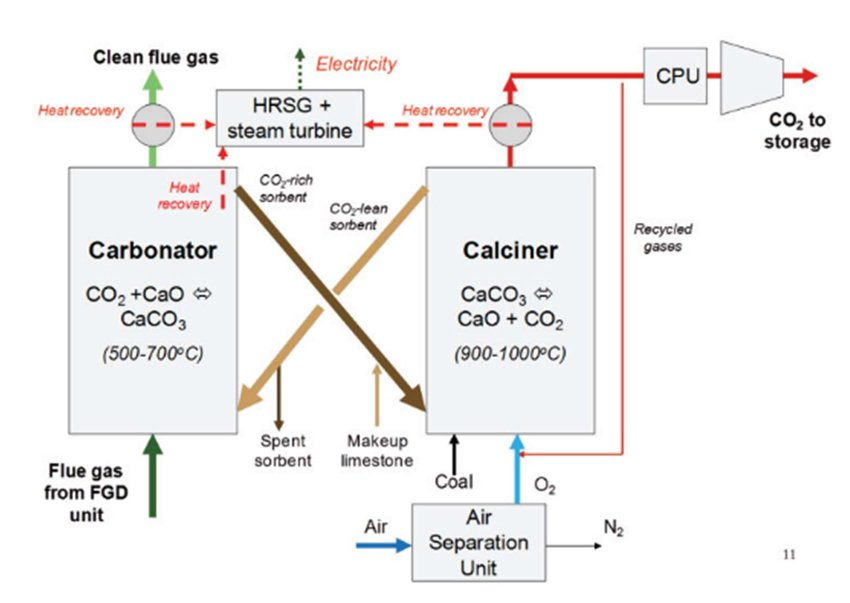 Clean flue gas
Electricity
Heat recovery
HRSG +
steam turbine
Heat recovery
CPU
CO₂ to
storage
Heat
recovery
CO₂-rich
sorbent
CO₂-lean
sorbent
Recycled
gases
Carbonator
CO₂ +CaO ⇔
CaCO₃
(500-700ºC)
Calciner
CaCO₃ ⇔
CaO + CO₂
(900-1000ºC)
Spent
sorbent
Makeup
limestone
Flue gas
from FGD
unit
Coal
O₂
Air
Air
Separation
Unit
N₂
11